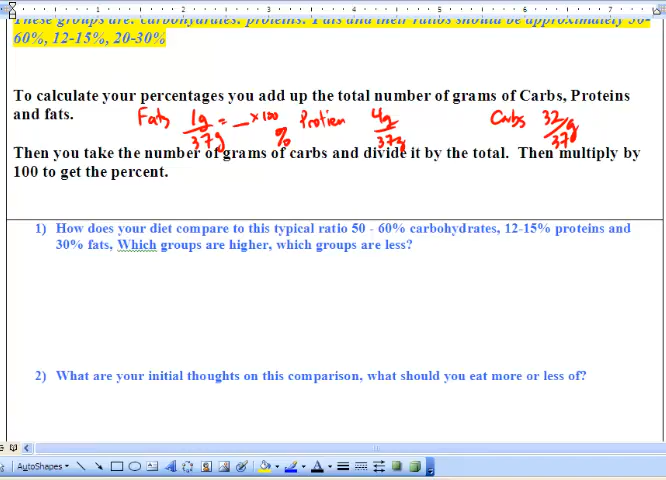 These groups are: carbohydrates, proteins, Fats and their ratios should be approximately 50-
60%, 12-15%, 20-30%
To calculate your percentages you add up the total number of grams of Carbs, Proteins
and fats.
Fats 1g/37g = — × 100 % Protien 4g/37g Carbs 32/37g
Then you take the number of grams of carbs and divide it by the total. Then multiply by
100 to get the percent.
1) How does your diet compare to this typical ratio 50 - 60% carbohydrates, 12-15% proteins and
30% fats, Which groups are higher, which groups are less?
2) What are your initial thoughts on this comparison, what should you eat more or less of?
AutoShapes